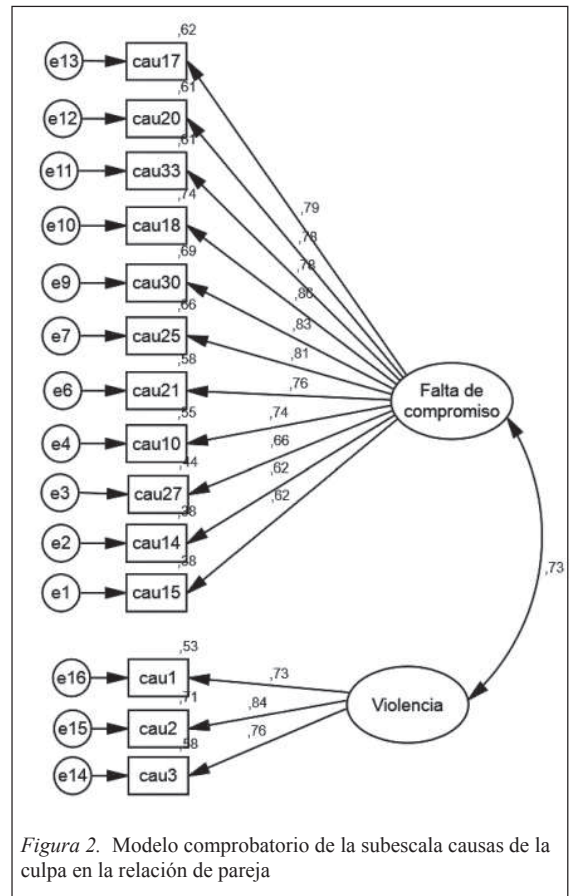 ,62
e13 cau17
,61
e12 cau20
,61
e11 cau33
,74
e10 cau18
,69
e9 cau30
,66
e7 cau25
,58
e6 cau21
,55
e4 cau10
,44
e3 cau27
,38
e2 cau14
,38
e1 cau15
,79
,78
,78
,86
,83
,81
,76
,74
,66
,62
,62
Falta de
compromiso
,73
,53
e16 cau1
,71
e15 cau2
,58
e14 cau3
,73
,84
,76
Violencia
Figura 2. Modelo comprobatorio de la subescala causas de la
culpa en la relación de pareja